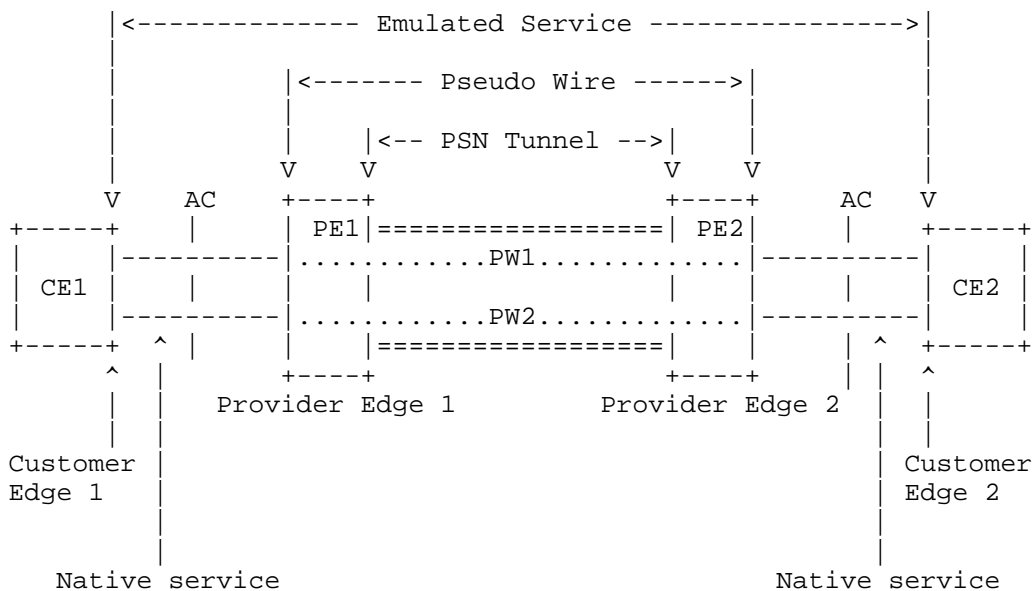 |<-------------- Emulated Service ---------------->|
|<------- Pseudo Wire ------>|
|<-- PSN Tunnel -->|
V V V V
V AC +----+ +----+ AC V
+-----+ | | PE1|==================| PE2| | +-----+
| |----------|............PW1.............|----------| |
| CE1 | | | | | | | | CE2 |
| |----------|............PW2.............|----------| |
+-----+ ^ | | |==================| | | ^ +-----+
^ | +----+ +----+ | | ^
| | Provider Edge 1 Provider Edge 2 | |
Customer | | Customer
Edge 1 | | Edge 2
Native service Native service